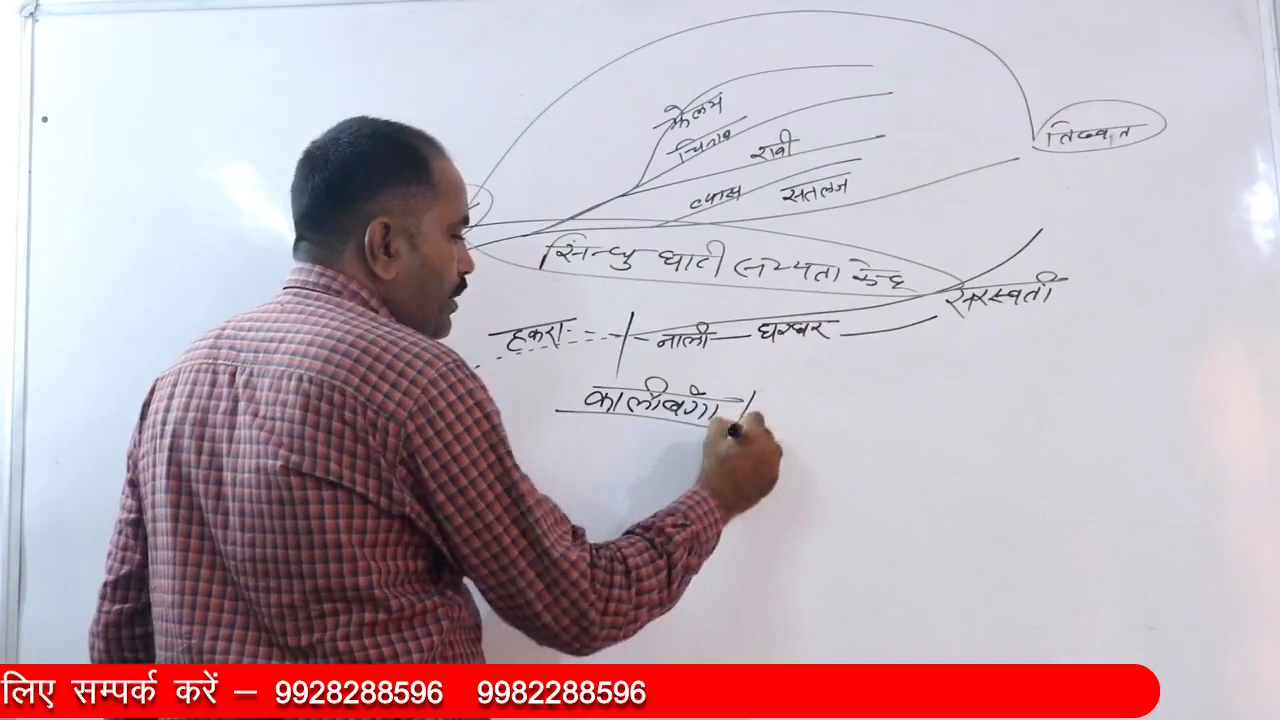 झेलम
तिब्बत
चिनाब
रावी
व्यास सतलज
सिन्धु घाटी सभ्यता केन्द्र
सरस्वती
हकरा नाली घग्घर
कालीबंगा
लिए सम्पर्क करें – 9928288596 9982288596